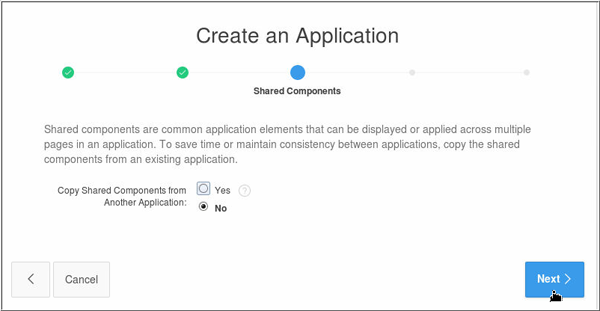 Create an Application
Shared Components
Shared components are common application elements that can be displayed or applied across multiple
pages in an application. To save time or maintain consistency between applications, copy the shared
components from an existing application.
Copy Shared Components from
Another Application:
Yes
?
No
Cancel
Next